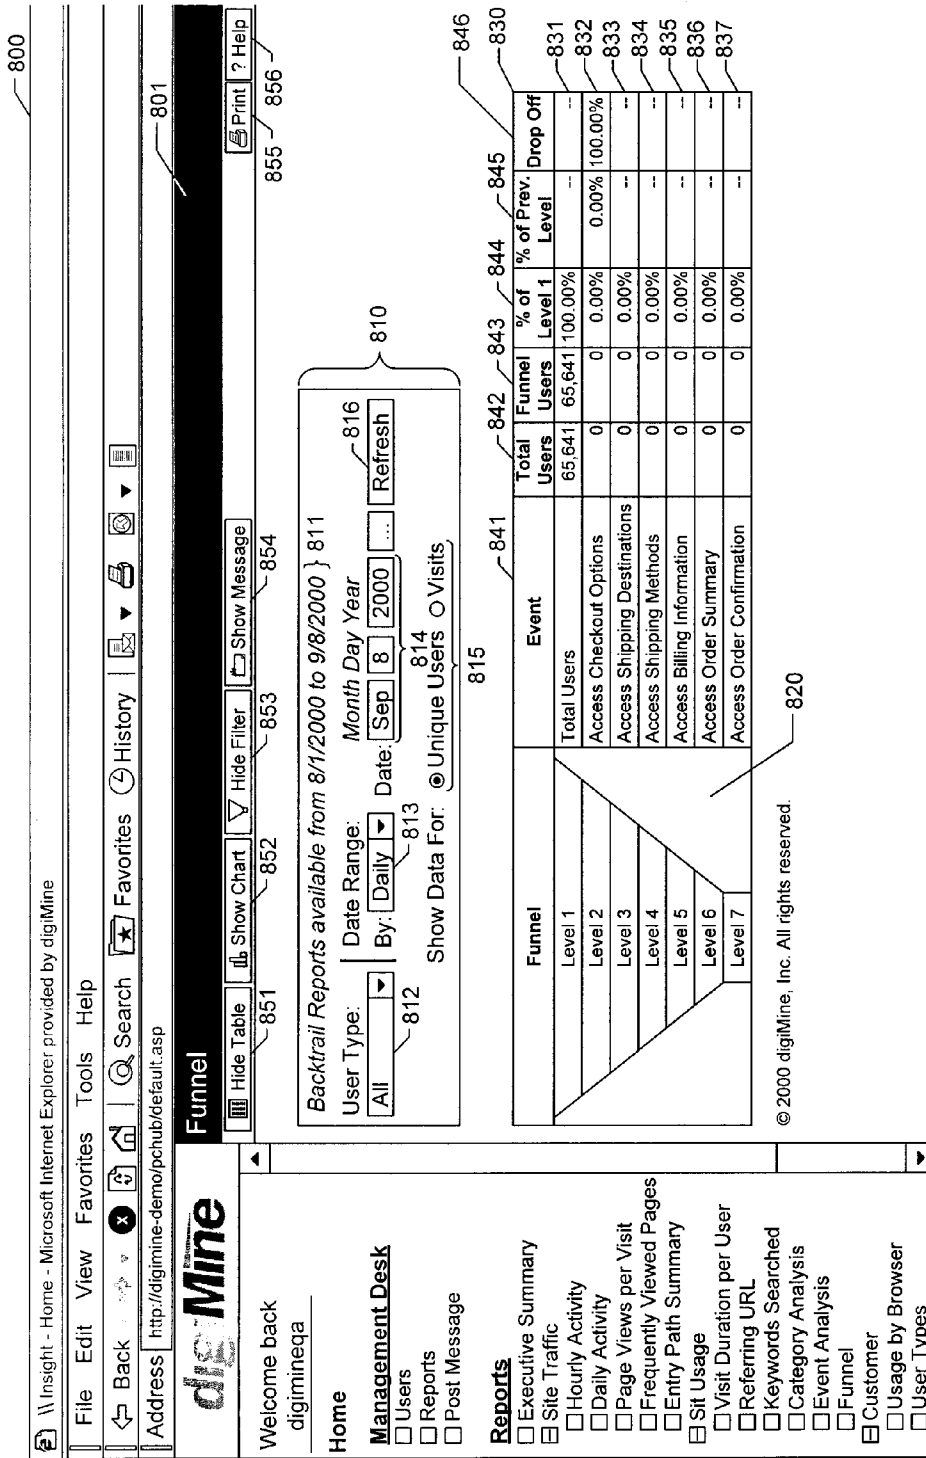 800
\\ Insight - Home - Microsoft Internet Explorer provided by digiMine
File Edit View Favorites Tools Help
Back Search Favorites History
Address http://digimine-demo/pchub/default.asp
801
digiMine
Funnel
Hide Table Show Chart Hide Filter Show Message Print ? Help
851 852 853 854 855 856
Welcome back
digimineqa
Home
Management Desk
Users
Reports
Post Message
Reports
Executive Summary
Site Traffic
Hourly Activity
Daily Activity
Page Views per Visit
Frequently Viewed Pages
Entry Path Summary
Sit Usage
Visit Duration per User
Referring URL
Keywords Searched
Category Analysis
Event Analysis
Funnel
Customer
Usage by Browser
User Types
Backtrail Reports available from 8/1/2000 to 9/8/2000 } 811
User Type: Date Range: Month Day Year
All By: Daily Date: Sep 8 2000 ... Refresh
812 813 814 816 810
Show Data For: Unique Users Visits
815
841 842 843 844 845 846
Funnel Event Total Users Funnel Users % of Level 1 % of Prev. Level Drop Off 830
Level 1 Total Users 65,641 65,641 100.00% -- -- 831
Level 2 Access Checkout Options 0 0 0.00% 0.00% 100.00% 832
Level 3 Access Shipping Destinations 0 0 0.00% -- -- 833
Level 4 Access Shipping Methods 0 0 0.00% -- -- 834
Level 5 Access Billing Information 0 0 0.00% -- -- 835
Level 6 Access Order Summary 0 0 0.00% -- -- 836
Level 7 Access Order Confirmation 0 0 0.00% -- -- 837
820
© 2000 digiMine, Inc. All rights reserved.